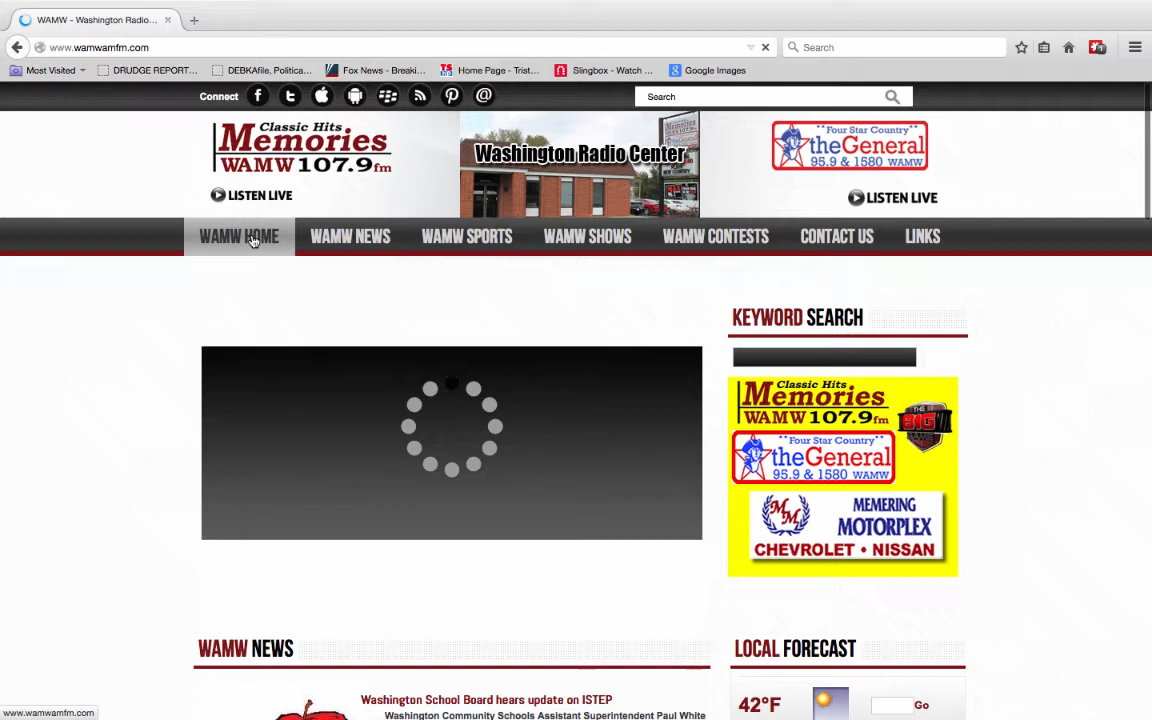 WAMW - Washington Radio...
www.wamwamfm.com
Search
Most Visited
DRUDGE REPORT...
DEBKAfile, Politica...
Fox News - Breaki...
Home Page - Trist...
Slingbox - Watch ...
Google Images
Connect
Search
Classic Hits
Memories
WAMW 107.9 fm
LISTEN LIVE
Washington Radio Center
**Four Star Country**
theGeneral
95.9 & 1580 WAMW
LISTEN LIVE
WAMW HOME
WAMW NEWS
WAMW SPORTS
WAMW SHOWS
WAMW CONTESTS
CONTACT US
LINKS
KEYWORD SEARCH
Classic Hits
Memories
WAMW 107.9 fm
THE
BIG
**Four Star Country**
theGeneral
95.9 & 1580 WAMW
MEMERING
MOTORPLEX
CHEVROLET • NISSAN
WAMW NEWS
LOCAL FORECAST
Washington School Board hears update on ISTEP
Washington Community Schools Assistant Superintendent Paul White
42°F
Go
www.wamwamfm.com